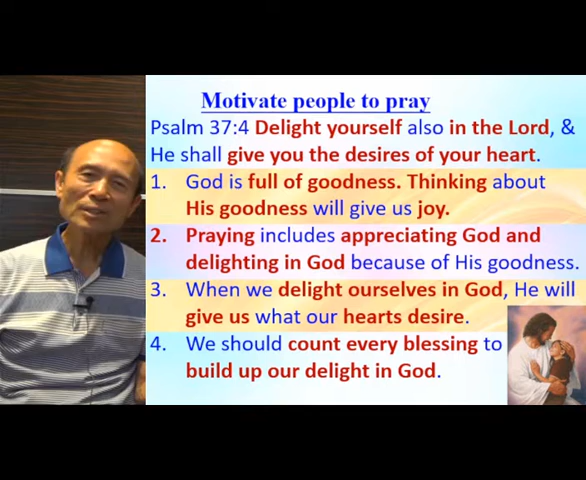 Motivate people to pray
Psalm 37:4 Delight yourself also in the Lord, &
He shall give you the desires of your heart.
1. God is full of goodness. Thinking about
His goodness will give us joy.
2. Praying includes appreciating God and
delighting in God because of His goodness.
3. When we delight ourselves in God, He will
give us what our hearts desire.
4. We should count every blessing to
build up our delight in God.